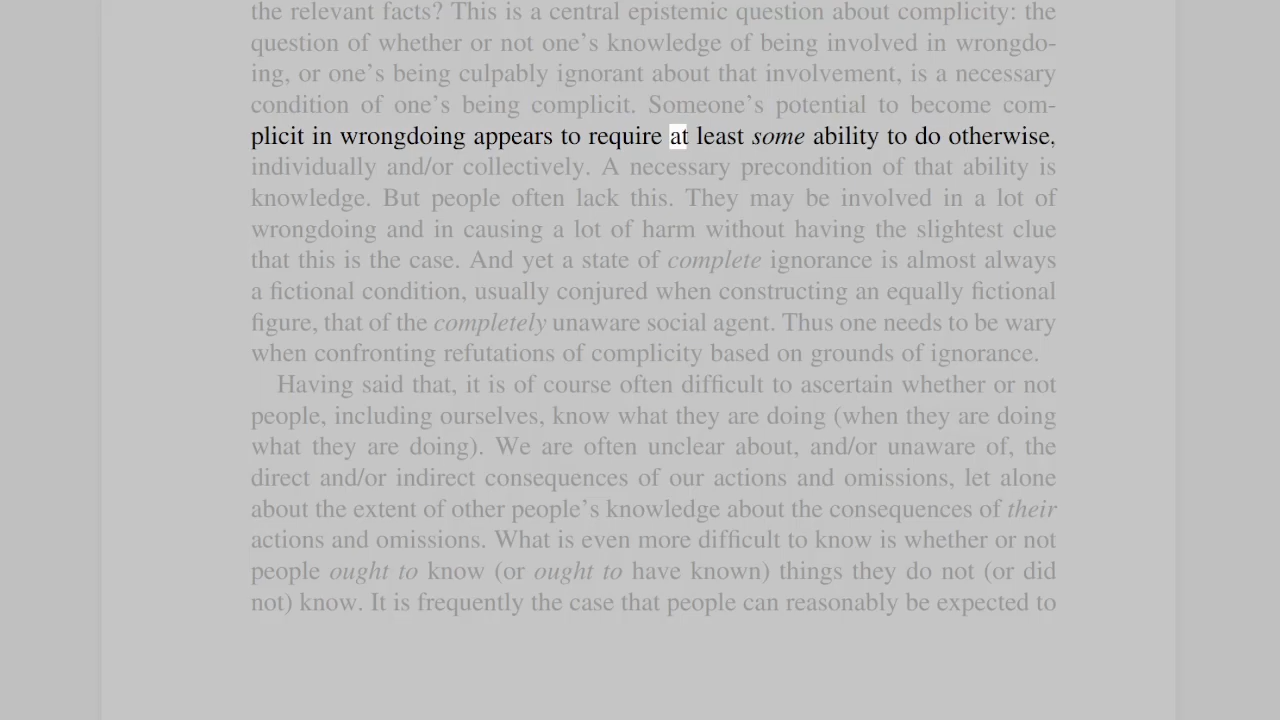 the relevant facts? This is a central epistemic question about complicity: the
question of whether or not one's knowledge of being involved in wrongdo-
ing, or one's being culpably ignorant about that involvement, is a necessary
condition of one's being complicit. Someone's potential to become com-
plicit in wrongdoing appears to require at least some ability to do otherwise,
individually and/or collectively. A necessary precondition of that ability is
knowledge. But people often lack this. They may be involved in a lot of
wrongdoing and in causing a lot of harm without having the slightest clue
that this is the case. And yet a state of complete ignorance is almost always
a fictional condition, usually conjured when constructing an equally fictional
figure, that of the completely unaware social agent. Thus one needs to be wary
when confronting refutations of complicity based on grounds of ignorance.
Having said that, it is of course often difficult to ascertain whether or not
people, including ourselves, know what they are doing (when they are doing
what they are doing). We are often unclear about, and/or unaware of, the
direct and/or indirect consequences of our actions and omissions, let alone
about the extent of other people's knowledge about the consequences of their
actions and omissions. What is even more difficult to know is whether or not
people ought to know (or ought to have known) things they do not (or did
not) know. It is frequently the case that people can reasonably be expected to